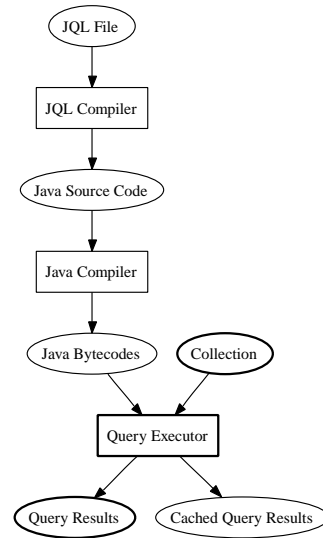 JQL File
JQL Compiler
Java Source Code
Java Compiler
Java Bytecodes
Collection
Query Executor
Query Results
Cached Query Results